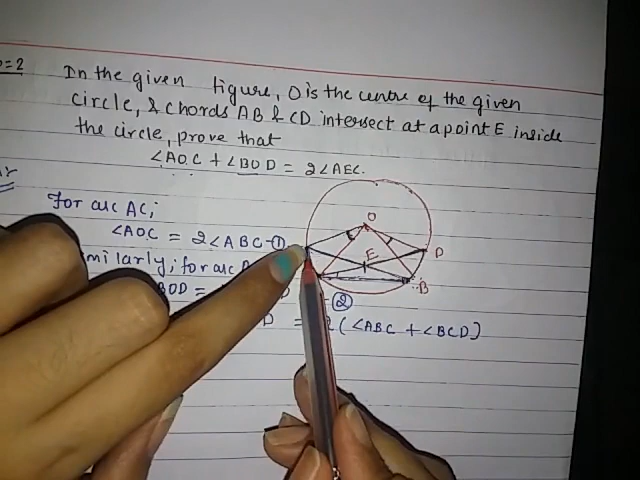 =2 In the given figure, O is the centre of the given
circle, & chords AB & CD intersect at a point E inside
the circle, prove that
∠AOC + ∠BOD = 2∠AEC.
For arc AC;
∠AOC = 2∠ABC-①
for arc
BOD = ②
= 2(∠ABC + ∠BCD)
O
E
D
B